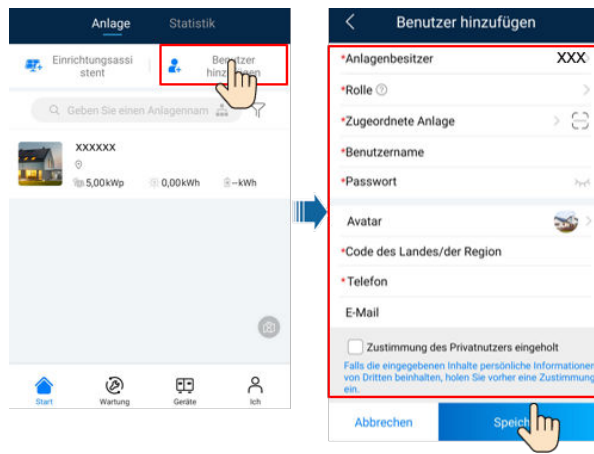 Anlage Statistik
Einrichtungsassi
stent
Benutzer
hinzufügen
Geben Sie einen Anlagennam
XXXXXX
5,00kWp 0,00kWh --kWh
Start Wartung Geräte Ich
Benutzer hinzufügen
*Anlagenbesitzer XXX
*Rolle
*Zugeordnete Anlage
*Benutzername
*Passwort
Avatar
*Code des Landes/der Region
*Telefon
E-Mail
Zustimmung des Privatnutzers eingeholt
Falls die eingegebenen Inhalte persönliche Informationen
von Dritten beinhalten, holen Sie vorher eine Zustimmung
ein.
Abbrechen Speich